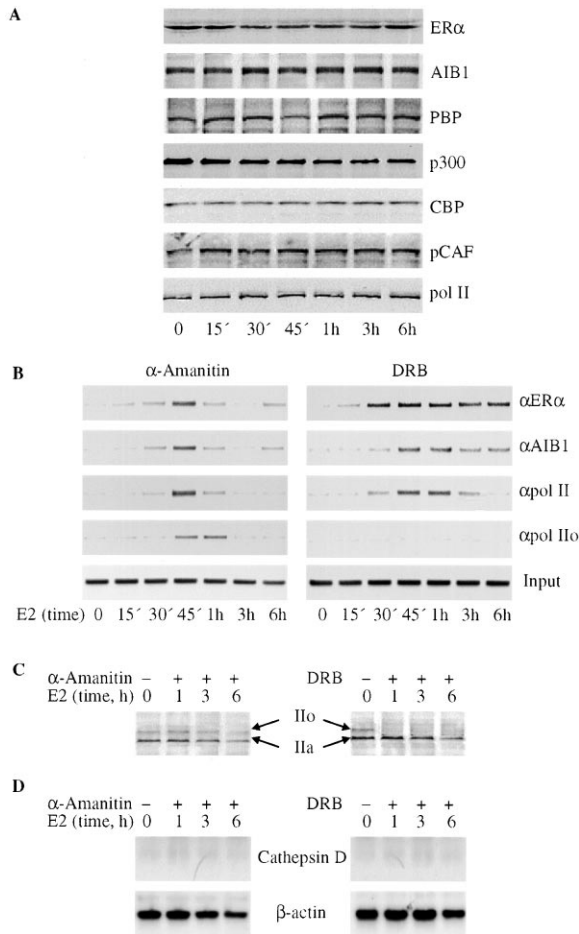 A
ERα
AIB1
PBP
p300
CBP
pCAF
pol II
0 15´ 30´ 45´ 1h 3h 6h
B
α-Amanitin DRB
αERα
αAIB1
αpol II
αpol IIo
Input
E2 (time) 0 15´ 30´ 45´ 1h 3h 6h 0 15´ 30´ 45´ 1h 3h 6h
C
α-Amanitin – + + + DRB – + + +
E2 (time, h) 0 1 3 6 0 1 3 6
IIo
IIa
D
α-Amanitin – + + + DRB – + + +
E2 (time, h) 0 1 3 6 0 1 3 6
Cathepsin D
β-actin